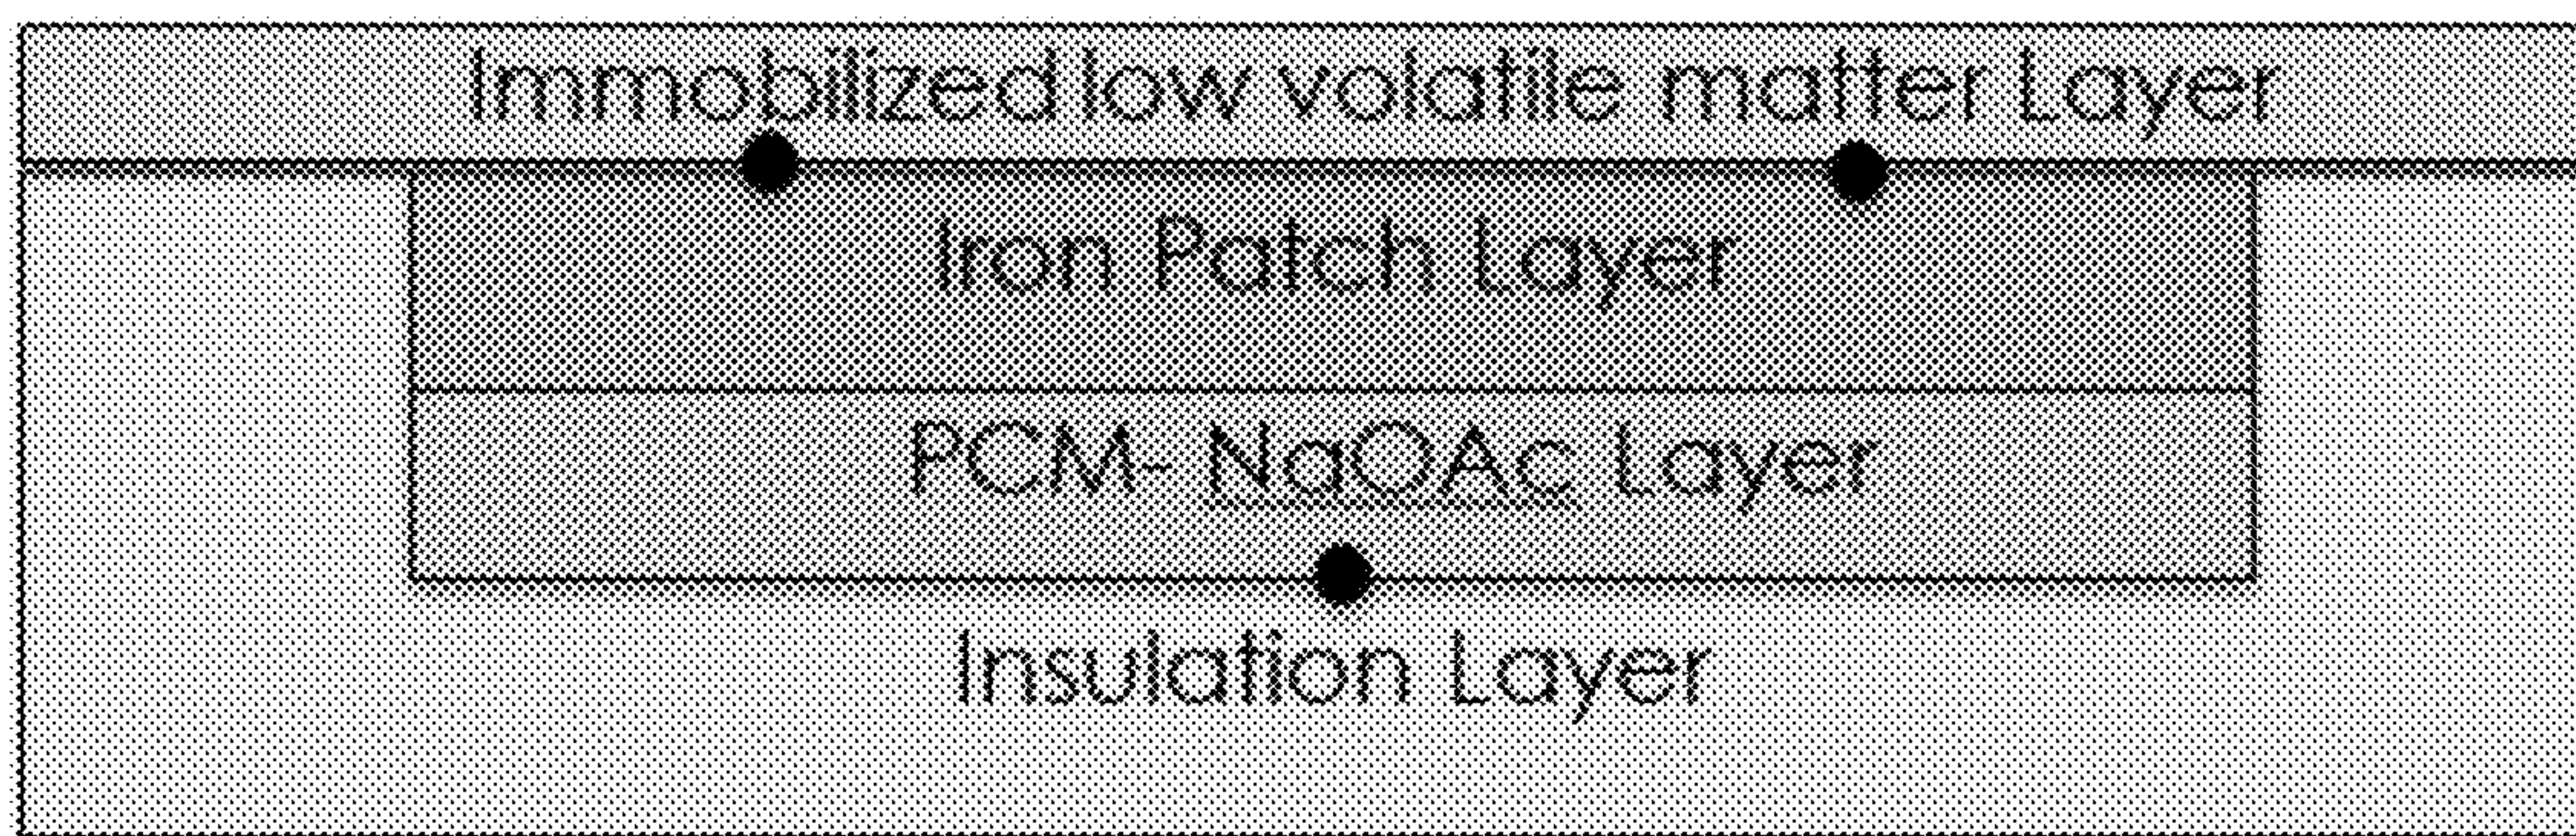 Immobilized low volatile matter Layer
Iron Patch Layer
PCM- NaOAc Layer
Insulation Layer